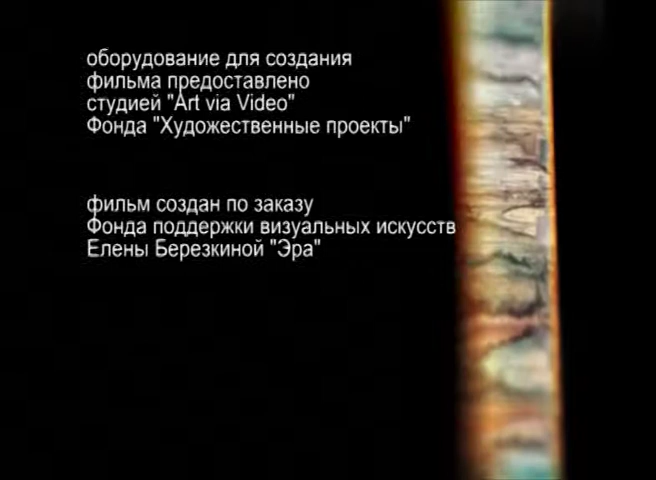 оборудование для создания
фильма предоставлено
студией "Art via Video"
Фонда "Художественные проекты"
фильм создан по заказу
Фонда поддержки визуальных искусств
Елены Березкиной "Эра"